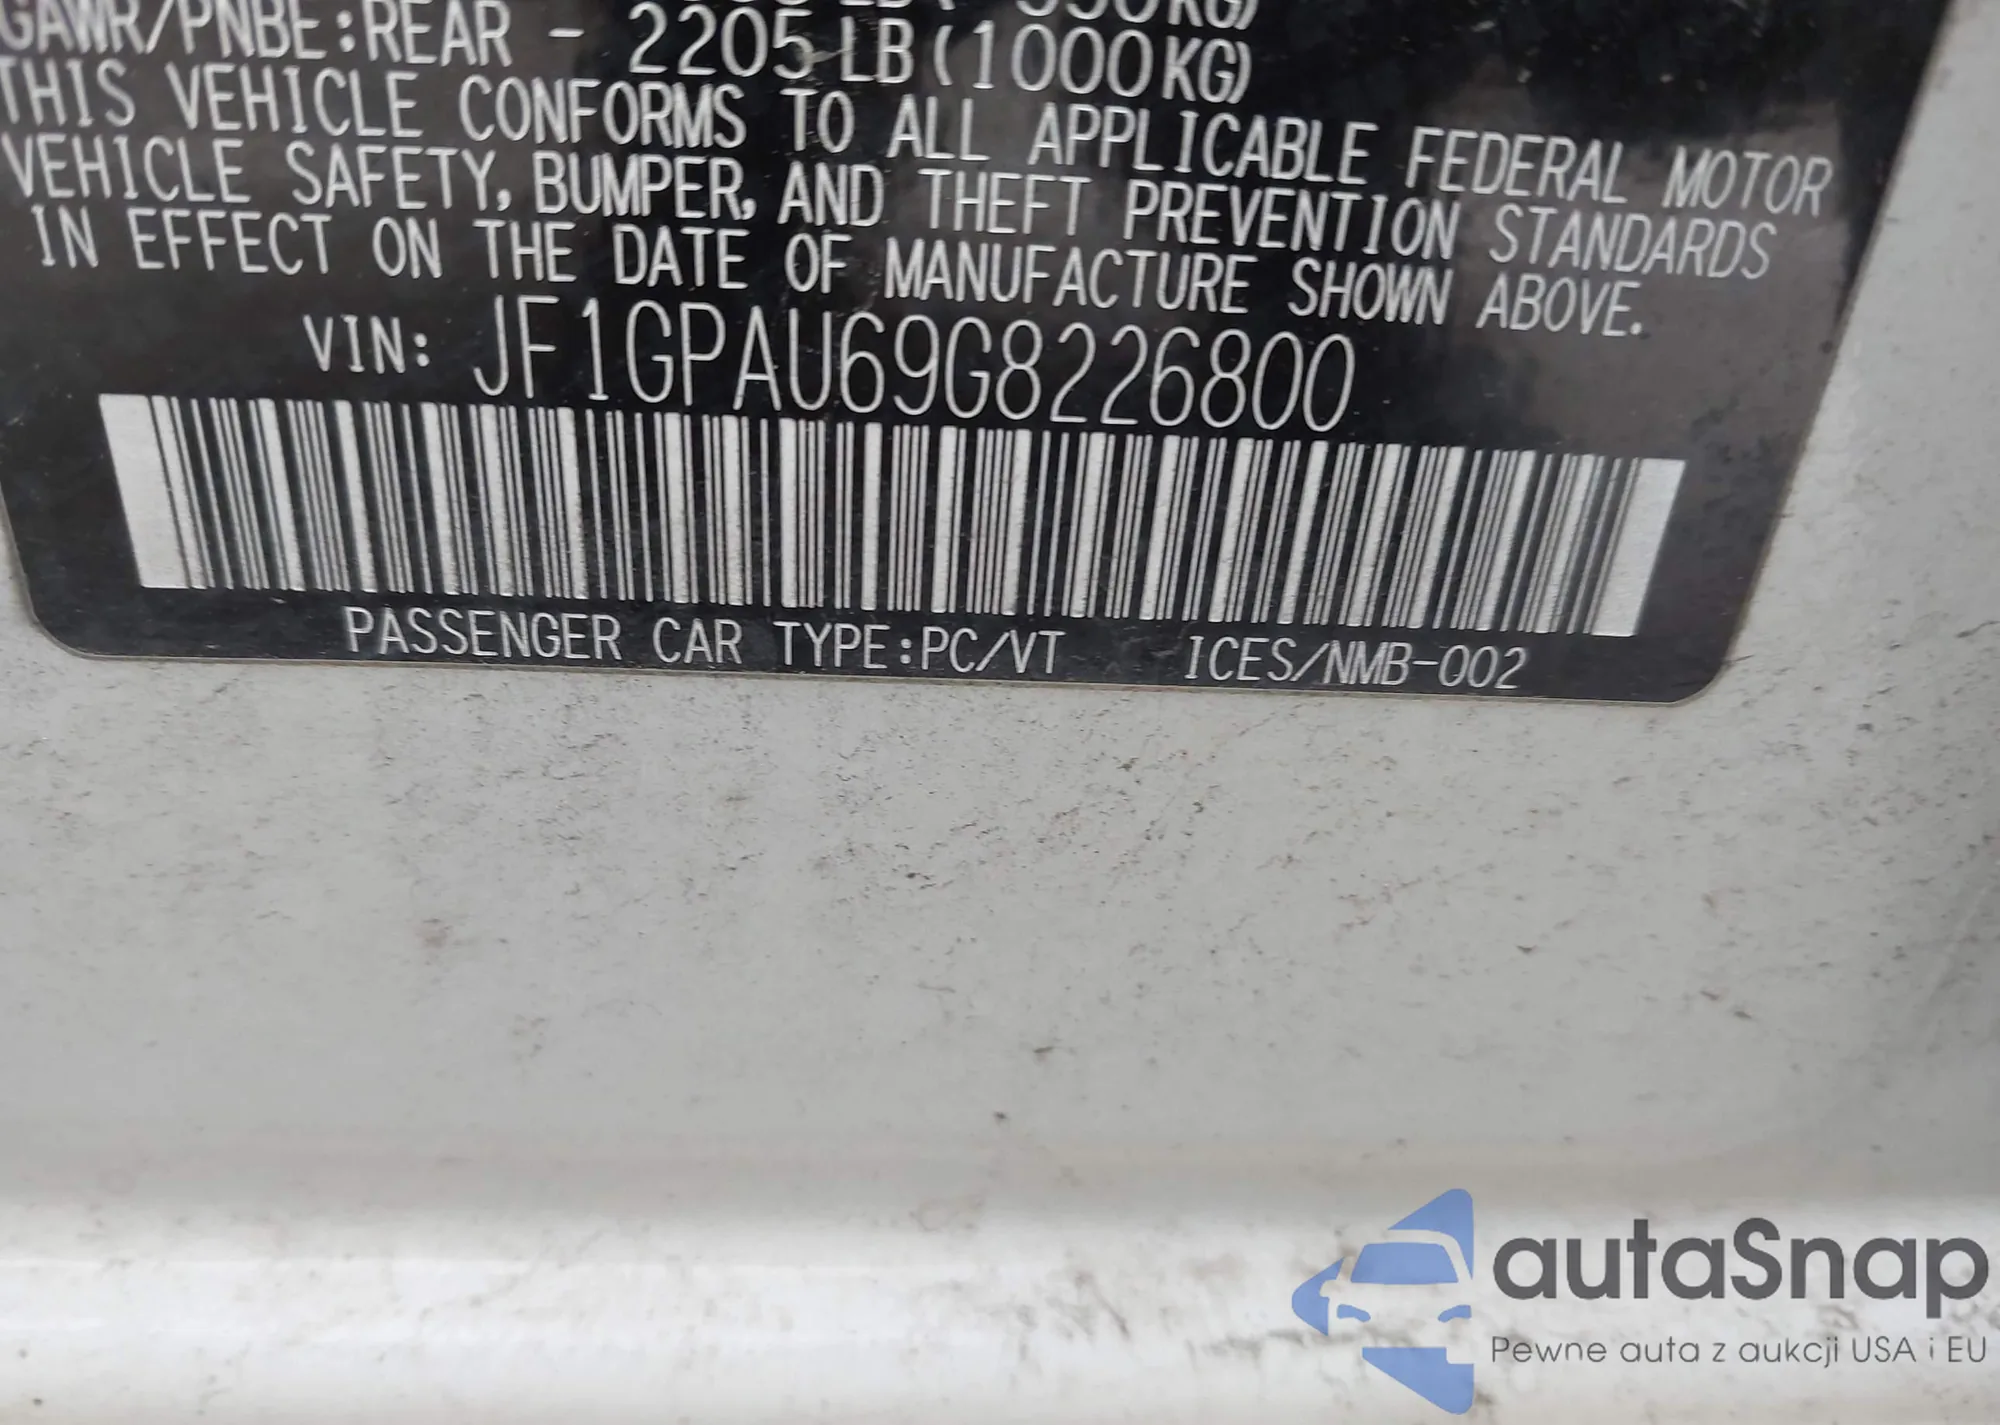 GAWR/PNBE:REAR - 2205 LB (1000KG)
THIS VEHICLE CONFORMS TO ALL APPLICABLE FEDERAL MOTOR
VEHICLE SAFETY, BUMPER, AND THEFT PREVENTION STANDARDS
IN EFFECT ON THE DATE OF MANUFACTURE SHOWN ABOVE.
VIN: JF1GPAU69G8226800
PASSENGER CAR TYPE:PC/VT ICES/NMB-002
autaSnap
Pewne auta z aukcji USA i EU